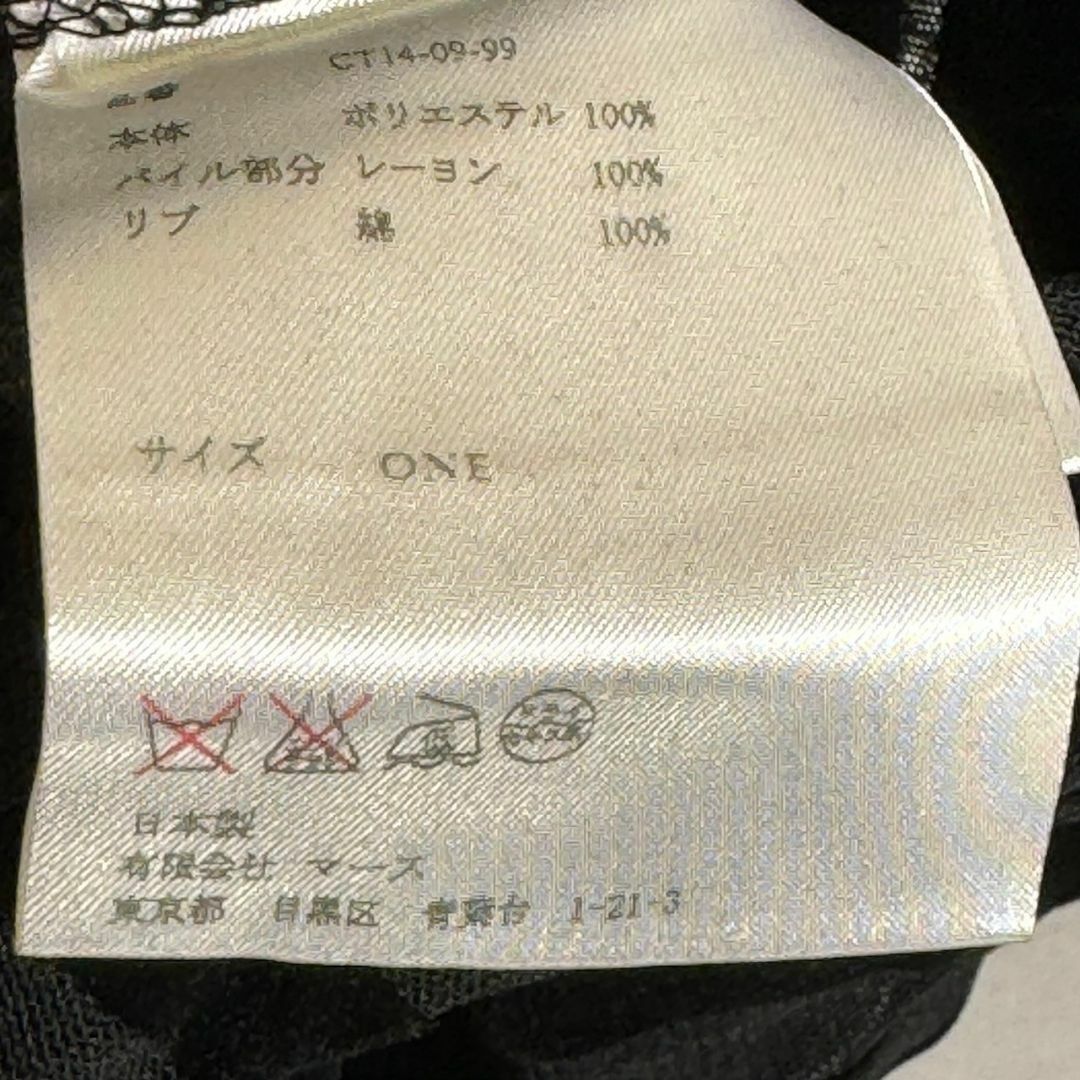 CT14-09-99
本体 ポリエステル 100%
パイル部分 レーヨン 100%
リブ 綿 100%
サイズ ONE
日本製
有限会社 マーズ
東京都 目黒区 青葉台 1-21-3